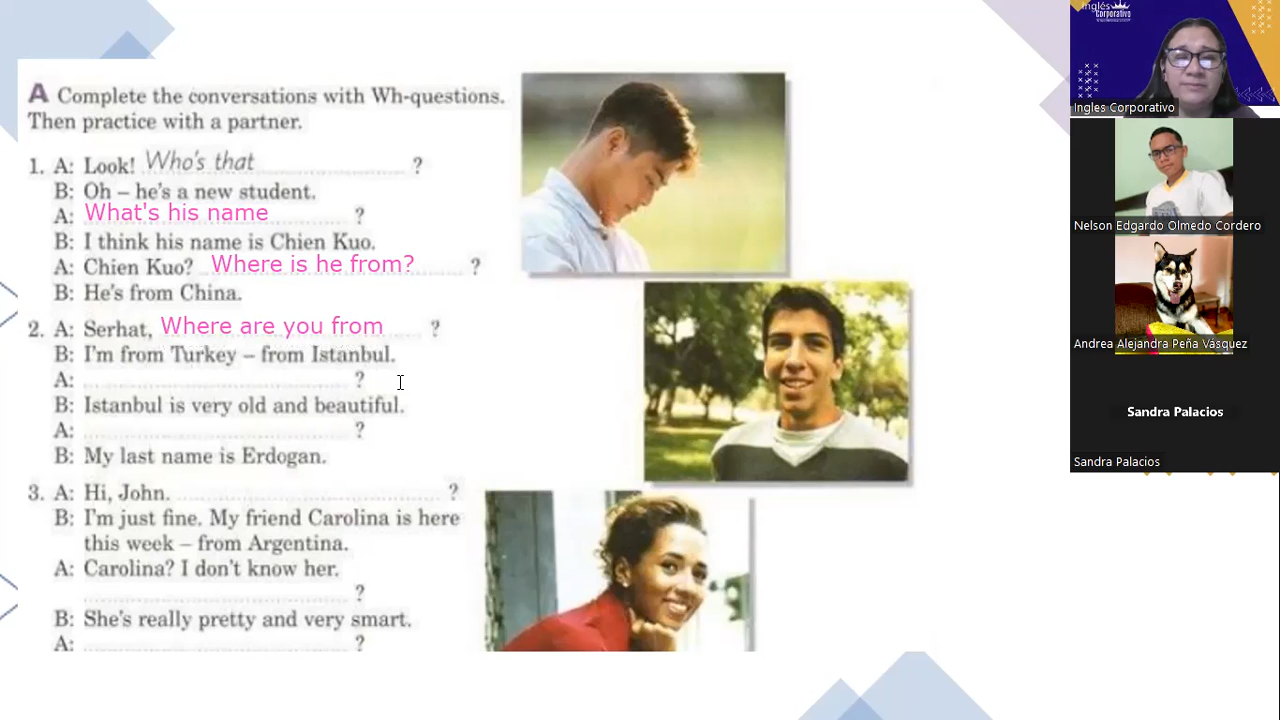 A Complete the conversations with Wh-questions.
Then practice with a partner.
1. A: Look! Who's that ?
B: Oh – he's a new student.
A: What's his name ?
B: I think his name is Chien Kuo.
A: Chien Kuo? Where is he from? ?
B: He's from China.
2. A: Serhat, Where are you from ?
B: I'm from Turkey – from Istanbul.
A: ?
B: Istanbul is very old and beautiful.
A: ?
B: My last name is Erdogan.
3. A: Hi, John. ?
B: I'm just fine. My friend Carolina is here
this week – from Argentina.
A: Carolina? I don't know her.
?
B: She's really pretty and very smart.
A: ?
Inglés
corporativo
Ingles Corporativo
Nelson Edgardo Olmedo Cordero
Andrea Alejandra Peña Vásquez
Sandra Palacios
Sandra Palacios